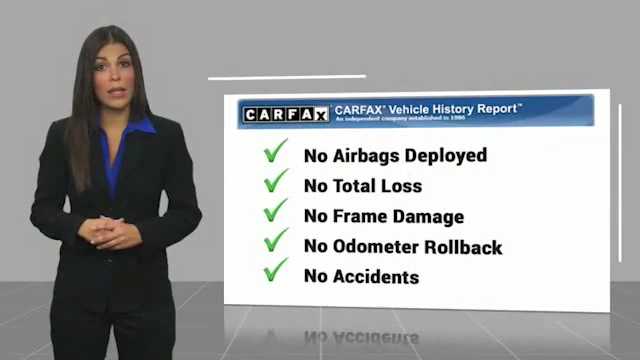 CARFAX CARFAX® Vehicle History Report™
An independent company established in 1986
No Airbags Deployed
No Total Loss
No Frame Damage
No Odometer Rollback
No Accidents